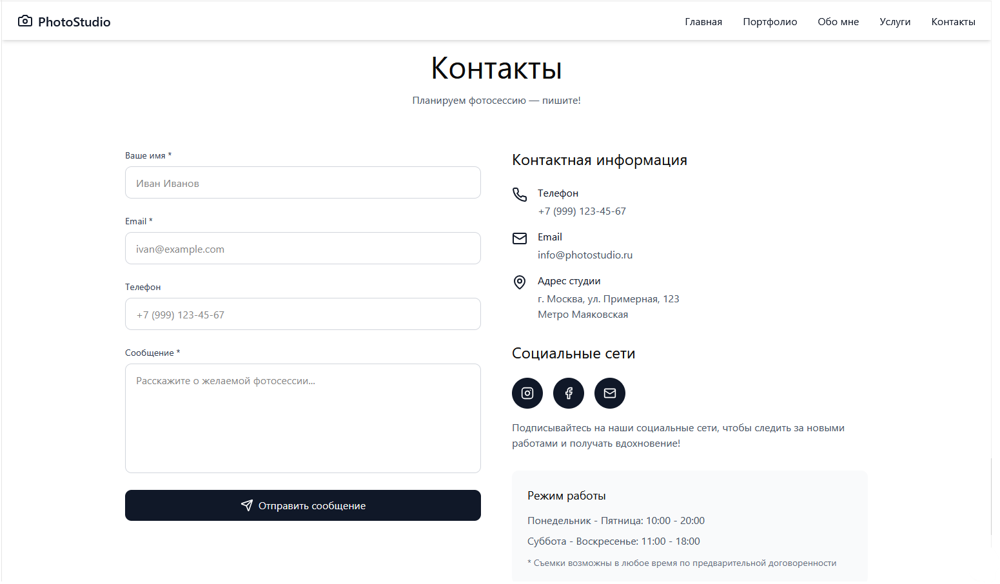 PhotoStudio
Главная Портфолио Обо мне Услуги Контакты
Контакты
Планируем фотосессию — пишите!
Ваше имя *
Иван Иванов
Email *
ivan@example.com
Телефон
+7 (999) 123-45-67
Сообщение *
Расскажите о желаемой фотосессии...
Отправить сообщение
Контактная информация
Телефон
+7 (999) 123-45-67
Email
info@photostudio.ru
Адрес студии
г. Москва, ул. Примерная, 123
Метро Маяковская
Социальные сети
Подписывайтесь на наши социальные сети, чтобы следить за новыми
работами и получать вдохновение!
Режим работы
Понедельник - Пятница: 10:00 - 20:00
Суббота - Воскресенье: 11:00 - 18:00
* Съемки возможны в любое время по предварительной договоренности